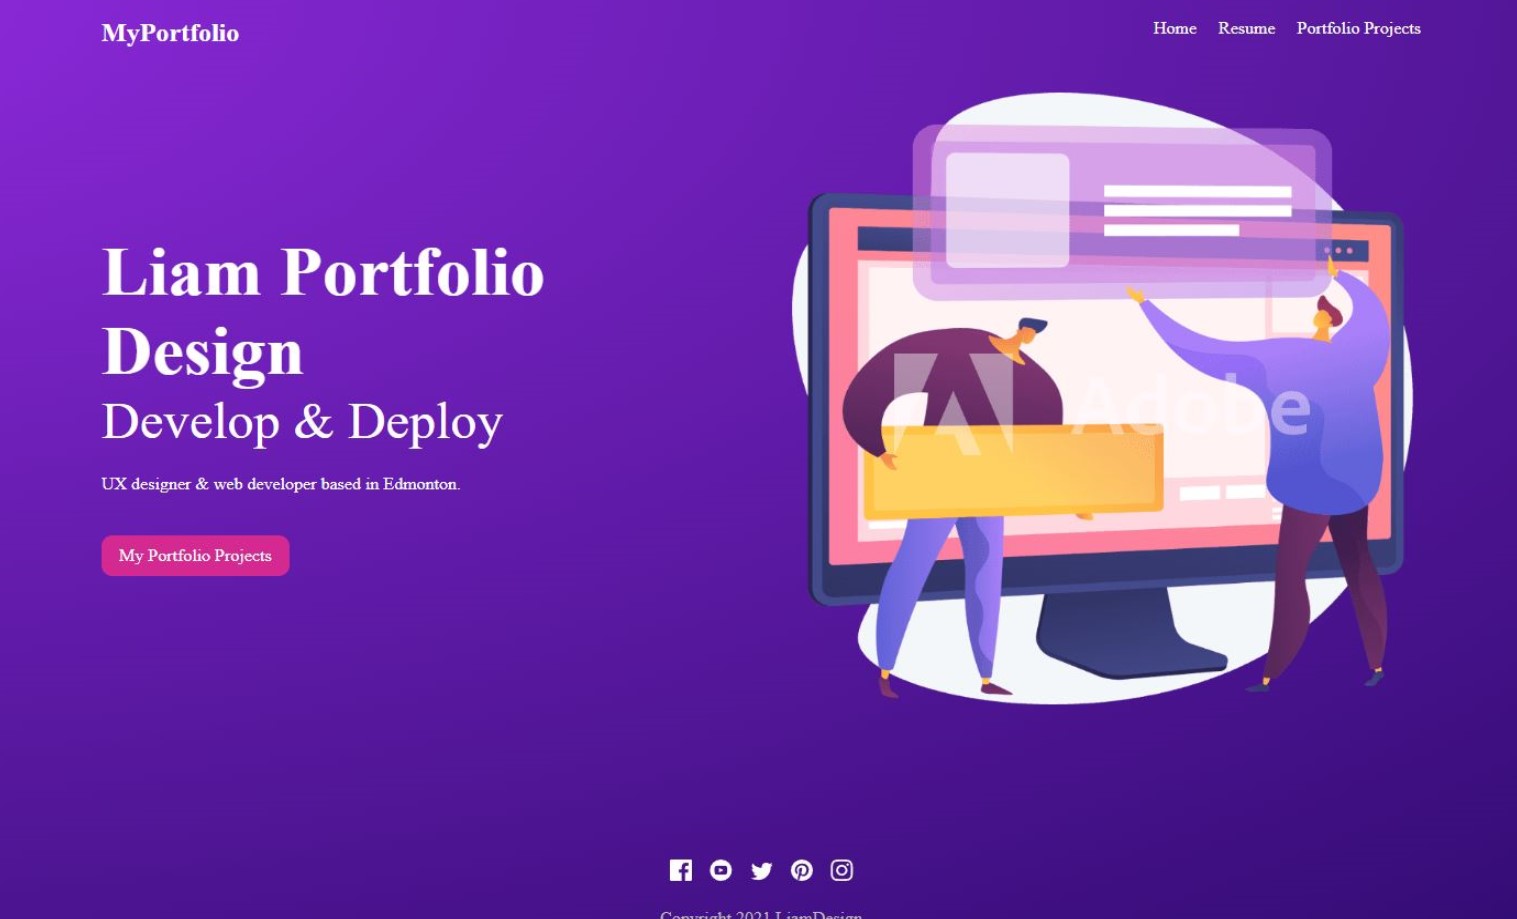 MyPortfolio
Home Resume Portfolio Projects
Liam Portfolio
Design
Develop & Deploy
UX designer & web developer based in Edmonton.
My Portfolio Projects
Adobe
Copyright 2021 LiamDesign